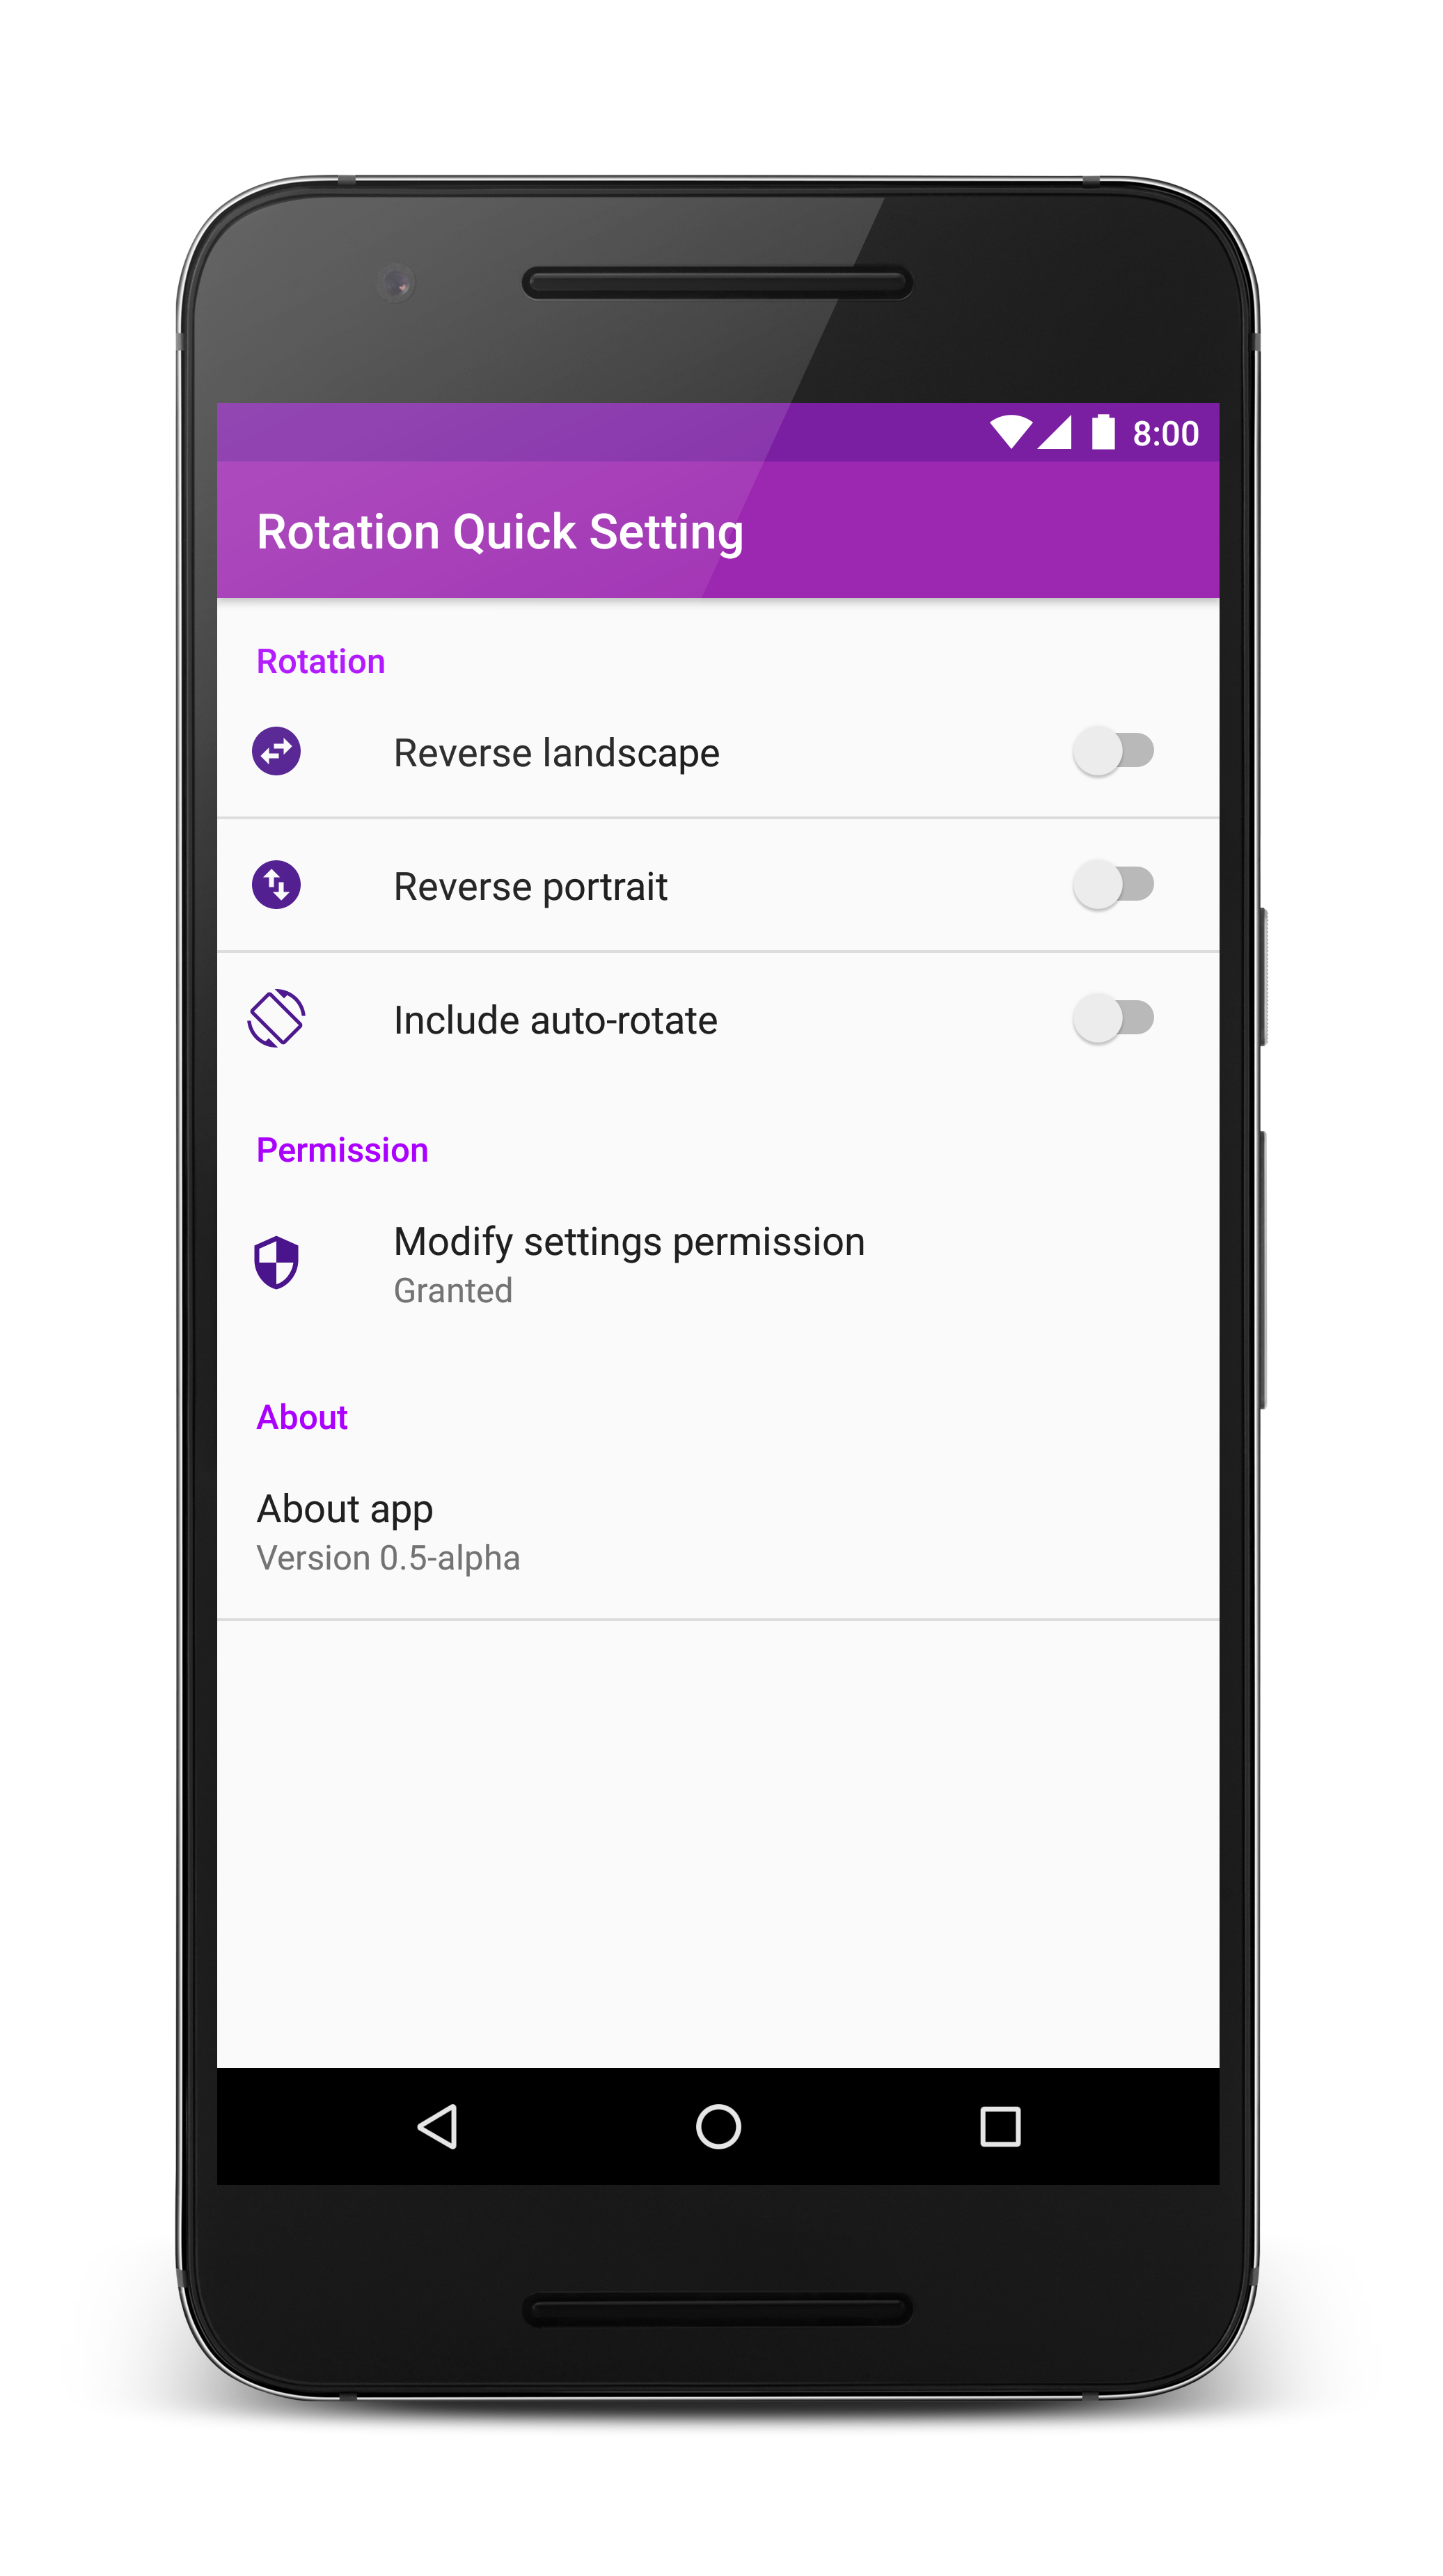 8:00
Rotation Quick Setting
Rotation
Reverse landscape
Reverse portrait
Include auto-rotate
Permission
Modify settings permission
Granted
About
About app
Version 0.5-alpha